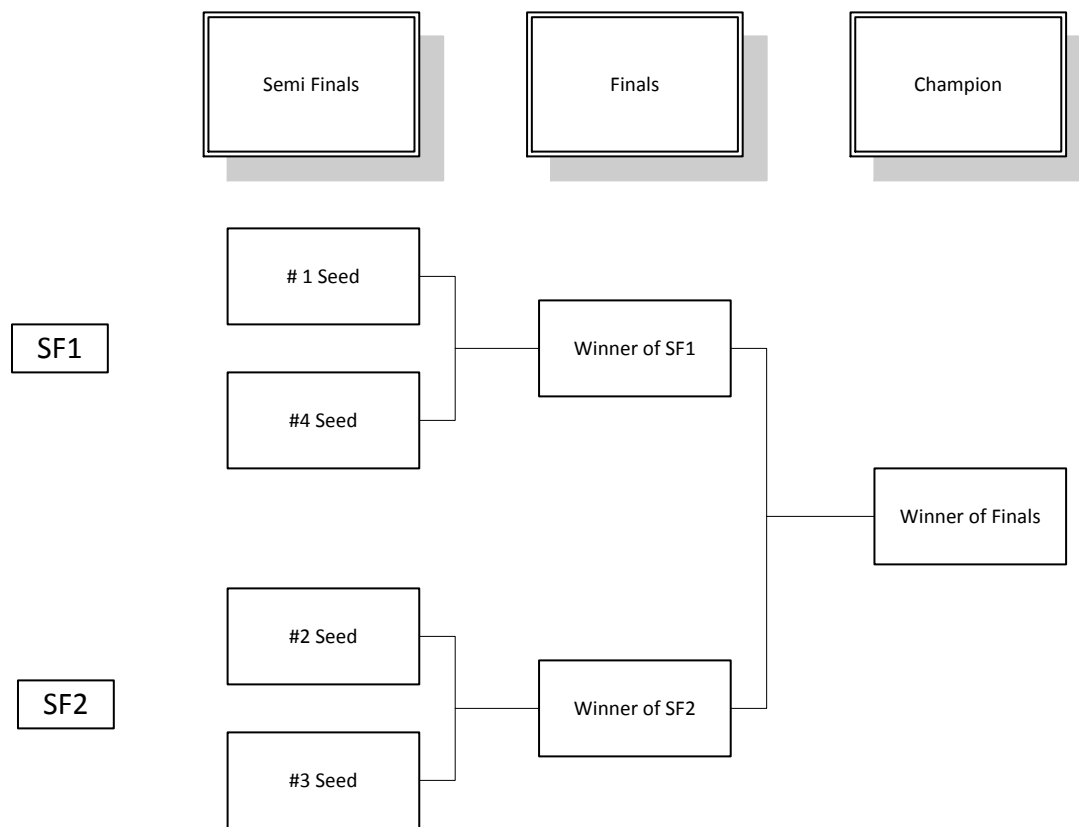 Semi Finals
Finals
Champion
# 1 Seed
SF1
Winner of SF1
#4 Seed
Winner of Finals
#2 Seed
SF2
Winner of SF2
#3 Seed